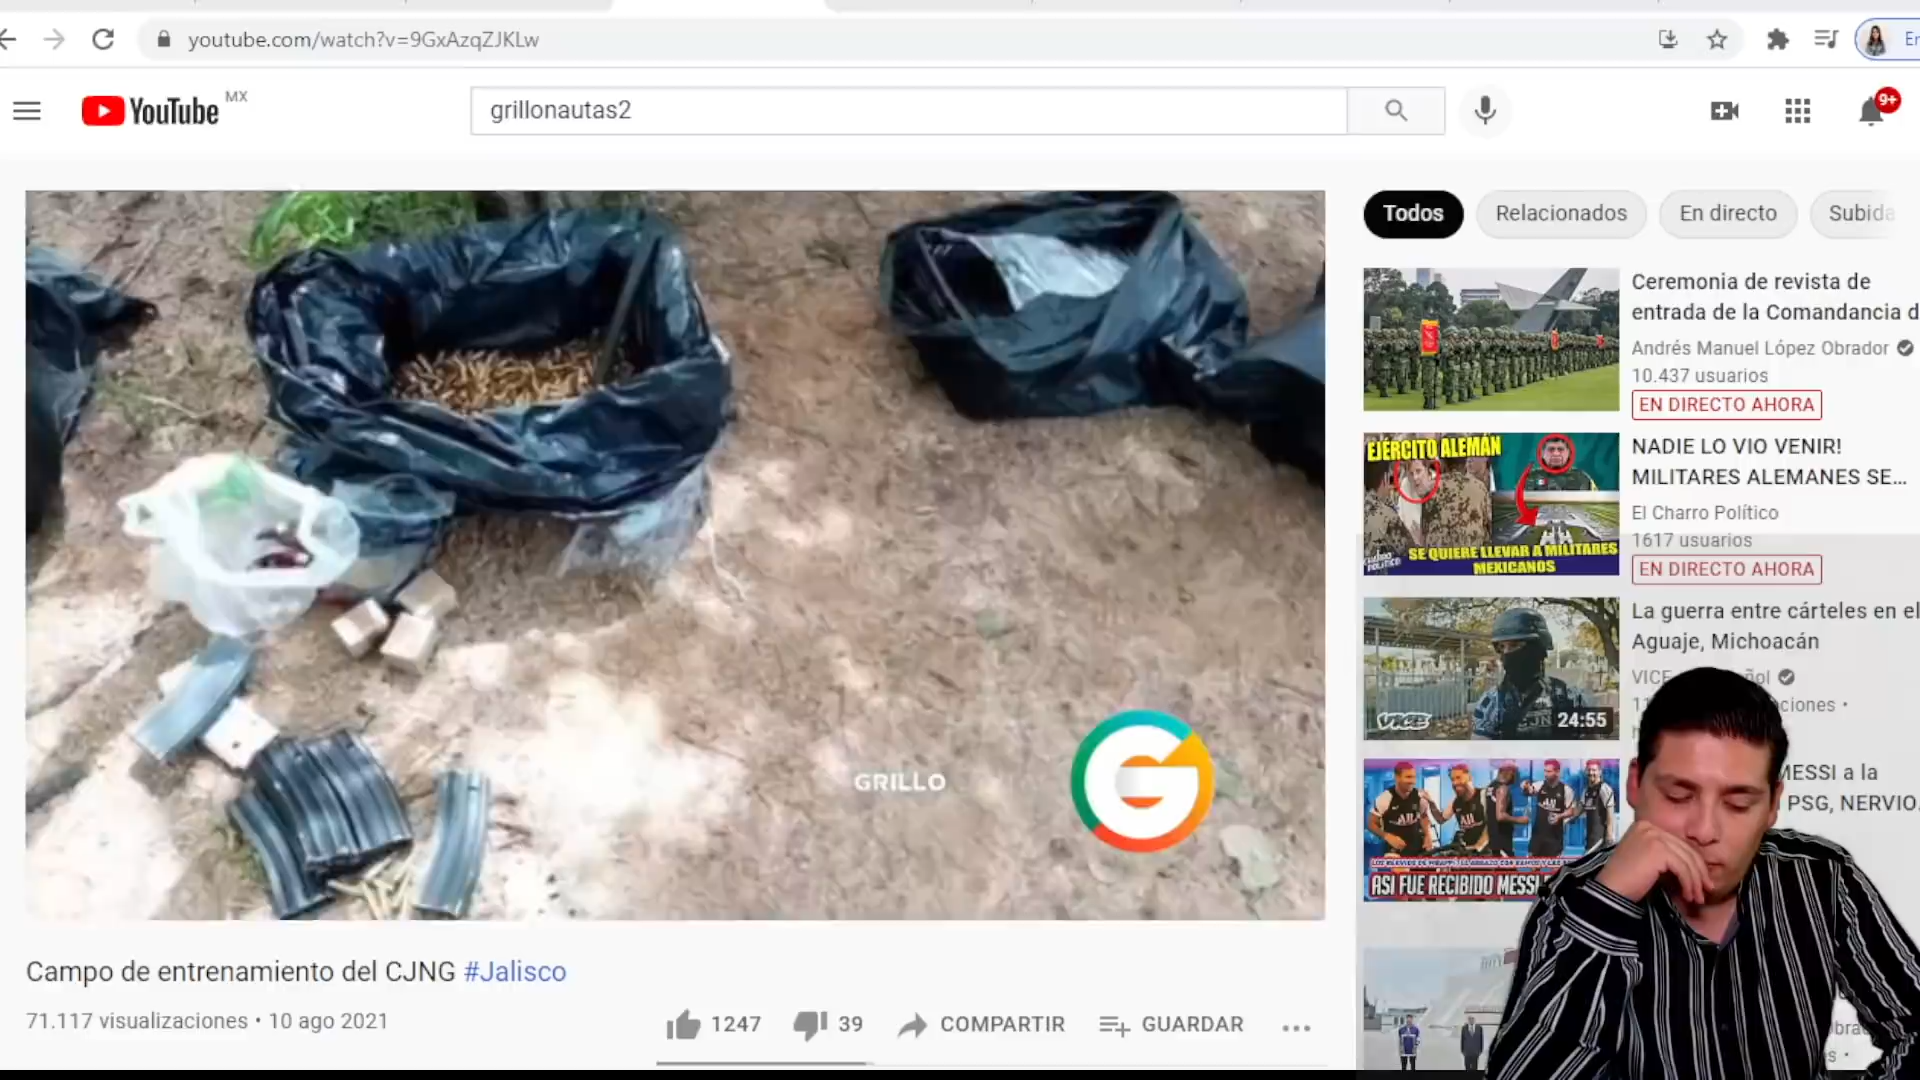 youtube.com/watch?v=9GxAzqZJKLw
YouTube MX
grillonautas2
9+
Todos
Relacionados
En directo
Subida
GRILLO
G
Campo de entrenamiento del CJNG #Jalisco
71.117 visualizaciones • 10 ago 2021
1247
39
COMPARTIR
GUARDAR
Ceremonia de revista de
entrada de la Comandancia d
Andrés Manuel López Obrador
10.437 usuarios
EN DIRECTO AHORA
EJÉRCITO ALEMÁN
SE QUIERE LLEVAR A MILITARES
MEXICANOS
NADIE LO VIO VENIR!
MILITARES ALEMANES SE...
El Charro Político
1617 usuarios
EN DIRECTO AHORA
VICE
24:55
La guerra entre cárteles en el
Aguaje, Michoacán
VICE
ASI FUE RECIBIDO MESSI
MESSI a la
PSG, NERVIO